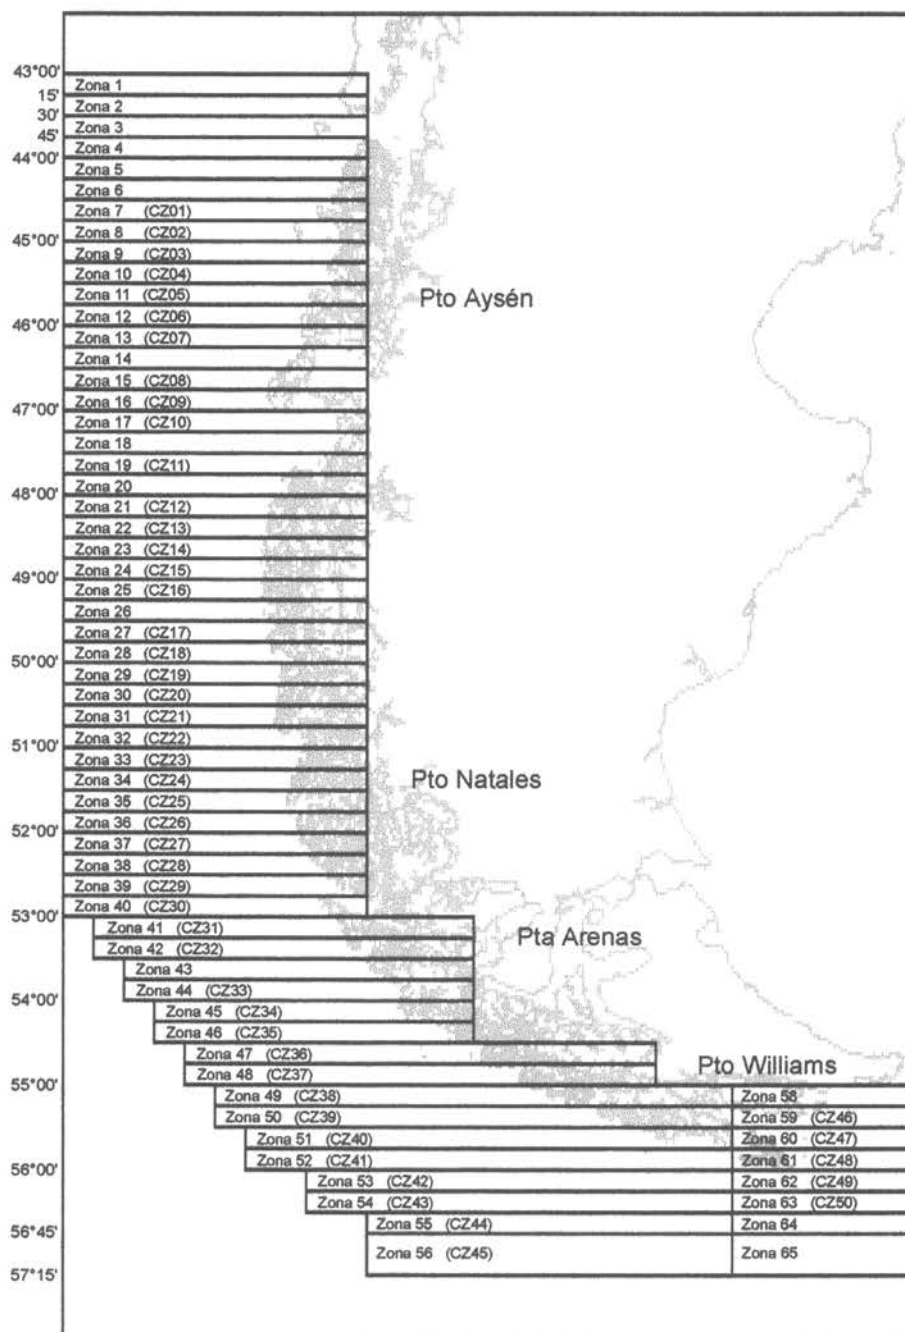 43°00'
Zona 1
15'
Zona 2
30'
Zona 3
45'
Zona 4
44°00'
Zona 5
Zona 6
Zona 7 (CZ01)
Zona 8 (CZ02)
45°00'
Zona 9 (CZ03)
Zona 10 (CZ04)
Zona 11 (CZ05)
Pto Aysén
Zona 12 (CZ06)
46°00'
Zona 13 (CZ07)
Zona 14
Zona 15 (CZ08)
Zona 16 (CZ09)
47°00'
Zona 17 (CZ10)
Zona 18
Zona 19 (CZ11)
Zona 20
48°00'
Zona 21 (CZ12)
Zona 22 (CZ13)
Zona 23 (CZ14)
Zona 24 (CZ15)
49°00'
Zona 25 (CZ16)
Zona 26
Zona 27 (CZ17)
Zona 28 (CZ18)
50°00'
Zona 29 (CZ19)
Zona 30 (CZ20)
Zona 31 (CZ21)
Zona 32 (CZ22)
51°00'
Zona 33 (CZ23)
Zona 34 (CZ24)
Pto Natales
Zona 35 (CZ25)
Zona 36 (CZ26)
52°00'
Zona 37 (CZ27)
Zona 38 (CZ28)
Zona 39 (CZ29)
Zona 40 (CZ30)
53°00'
Zona 41 (CZ31)
Pta Arenas
Zona 42 (CZ32)
Zona 43
Zona 44 (CZ33)
54°00'
Zona 45 (CZ34)
Zona 46 (CZ35)
Zona 47 (CZ36)
Pto Williams
Zona 48 (CZ37)
55°00'
Zona 49 (CZ38) Zona 58
Zona 50 (CZ39) Zona 59 (CZ46)
Zona 51 (CZ40) Zona 60 (CZ47)
Zona 52 (CZ41) Zona 61 (CZ48)
56°00'
Zona 53 (CZ42) Zona 62 (CZ49)
Zona 54 (CZ43) Zona 63 (CZ50)
Zona 55 (CZ44) Zona 64
56°45'
Zona 56 (CZ45) Zona 65
57°15'